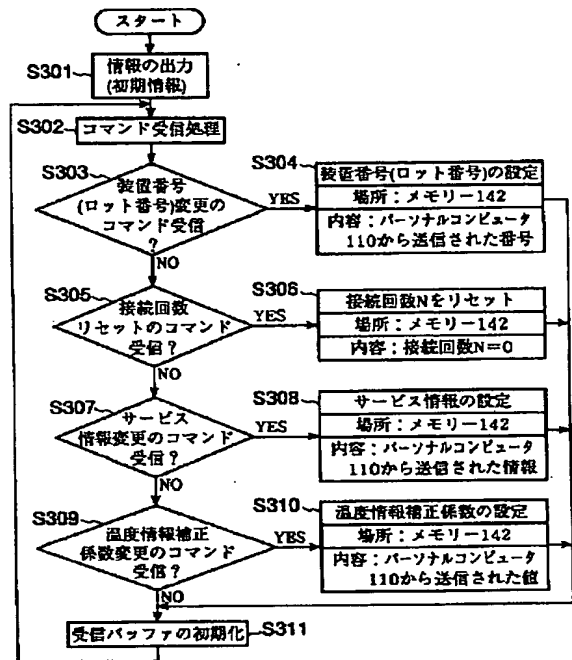 スタート
S301
情報の出力
(初期情報)
S302
コマンド受信処理
S303
装置番号
(ロット番号)変更の
コマンド受信
?
YES
NO
S304
装置番号(ロット番号)の設定
場所：メモリー142
内容：パーソナルコンピュータ
110から送信された番号
S305
接続回数
リセットのコマンド
受信？
YES
NO
S306
接続回数Nをリセット
場所：メモリー142
内容：接続回数N＝0
S307
サービス
情報変更のコマンド
受信？
YES
NO
S308
サービス情報の設定
場所：メモリー142
内容：パーソナルコンピュータ
110から送信された情報
S309
温度情報補正
係数変更のコマンド
受信？
YES
NO
S310
温度情報補正係数の設定
場所：メモリー142
内容：パーソナルコンピュータ
110から送信された値
受信バッファの初期化
S311